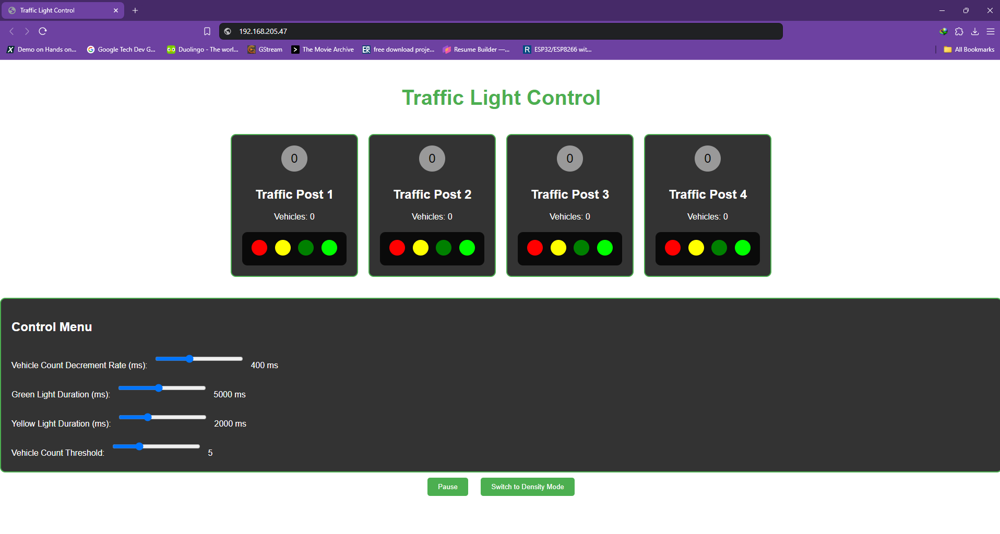 Traffic Light Control
192.168.205.47
Demo on Hands on... Google Tech Dev G... Duolingo - The worl... GStream The Movie Archive ER free download proje... Resume Builder —... R ESP32/ESP8266 wit... All Bookmarks
Traffic Light Control
0 0 0 0
Traffic Post 1 Traffic Post 2 Traffic Post 3 Traffic Post 4
Vehicles: 0 Vehicles: 0 Vehicles: 0 Vehicles: 0
Control Menu
Vehicle Count Decrement Rate (ms): 400 ms
Green Light Duration (ms): 5000 ms
Yellow Light Duration (ms): 2000 ms
Vehicle Count Threshold: 5
Pause Switch to Density Mode